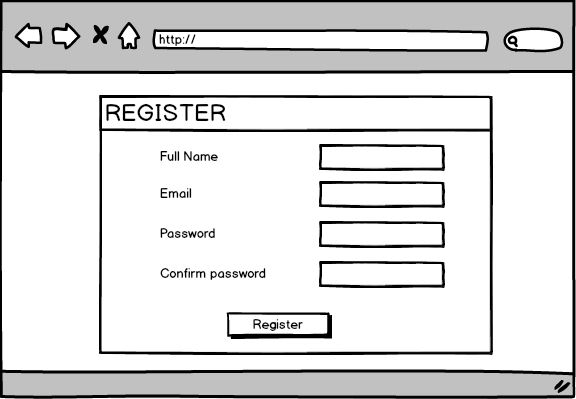 http://
REGISTER
Full Name
Email
Password
Confirm password
Register